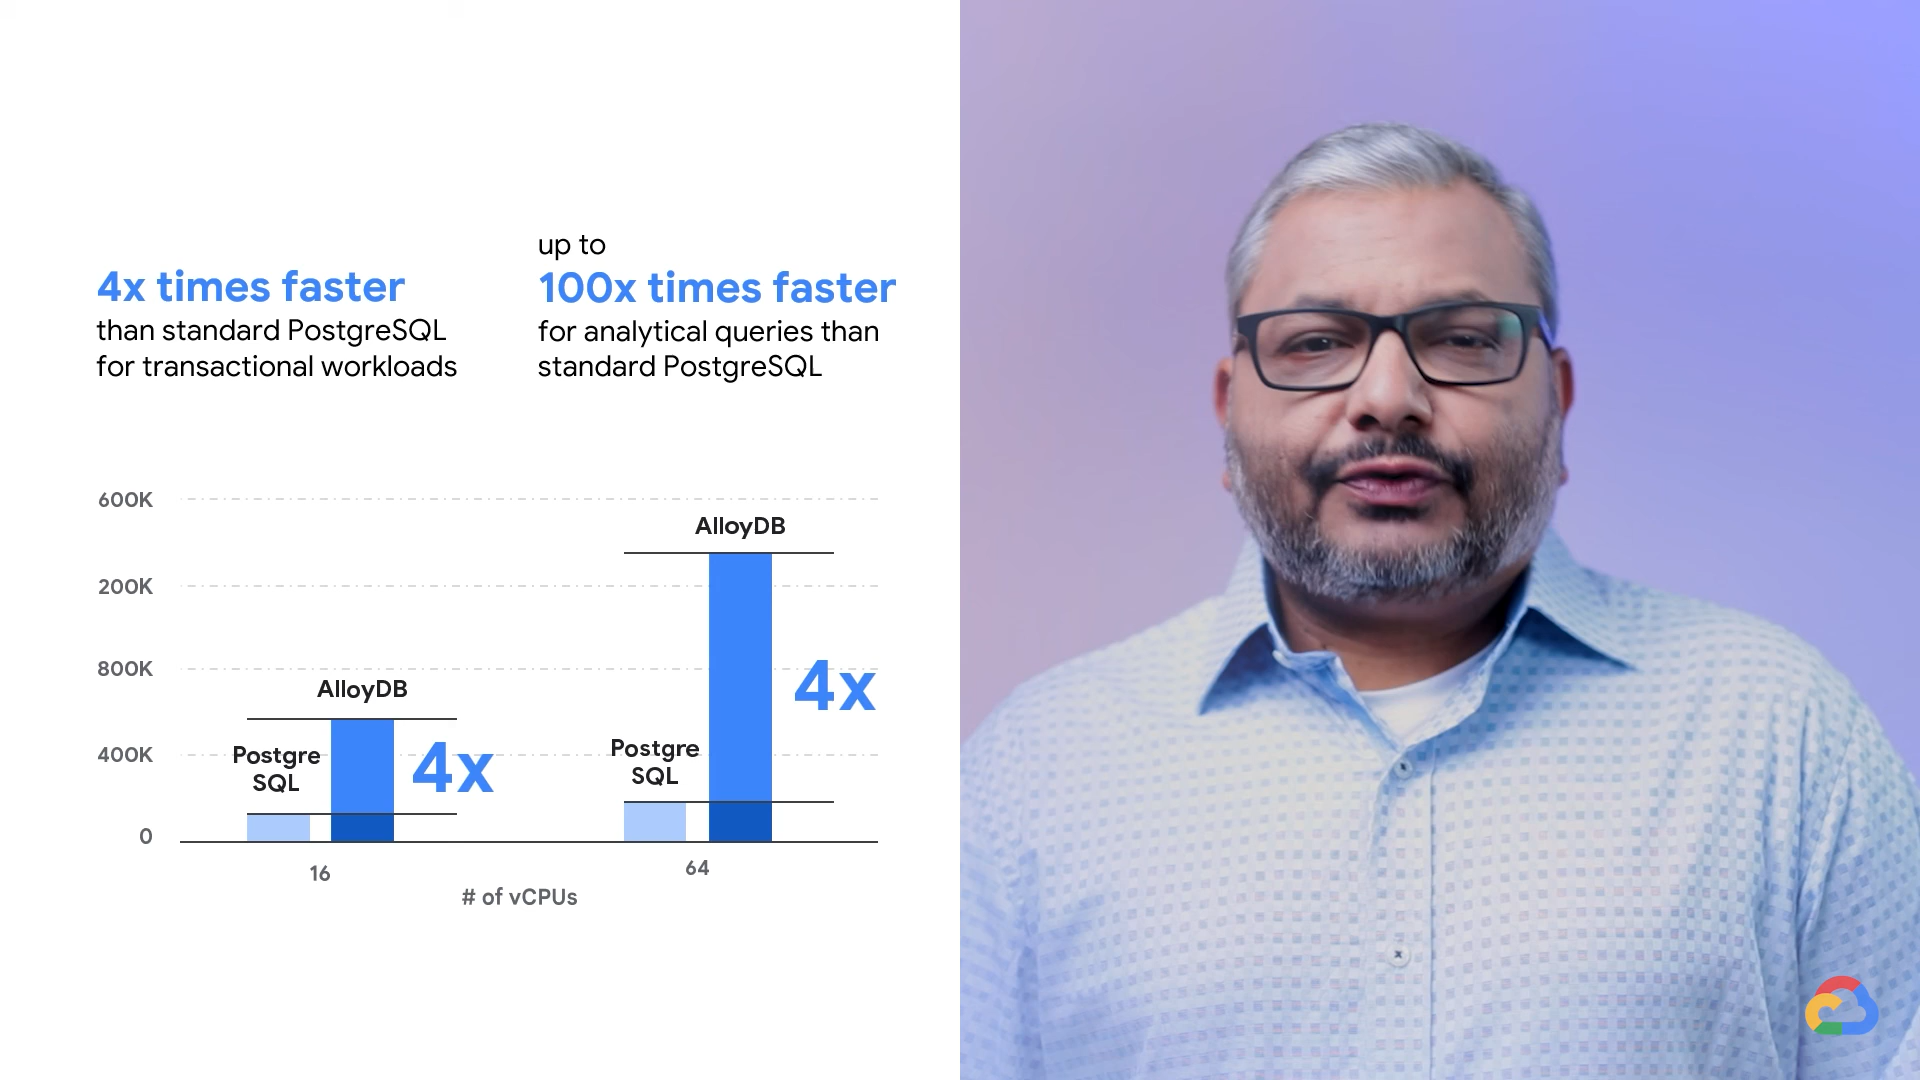 4x times faster
than standard PostgreSQL
for transactional workloads
up to
100x times faster
for analytical queries than
standard PostgreSQL
600K
200K
800K
400K
0
AlloyDB
Postgre
SQL
4x
AlloyDB
Postgre
SQL
4x
16
64
# of vCPUs